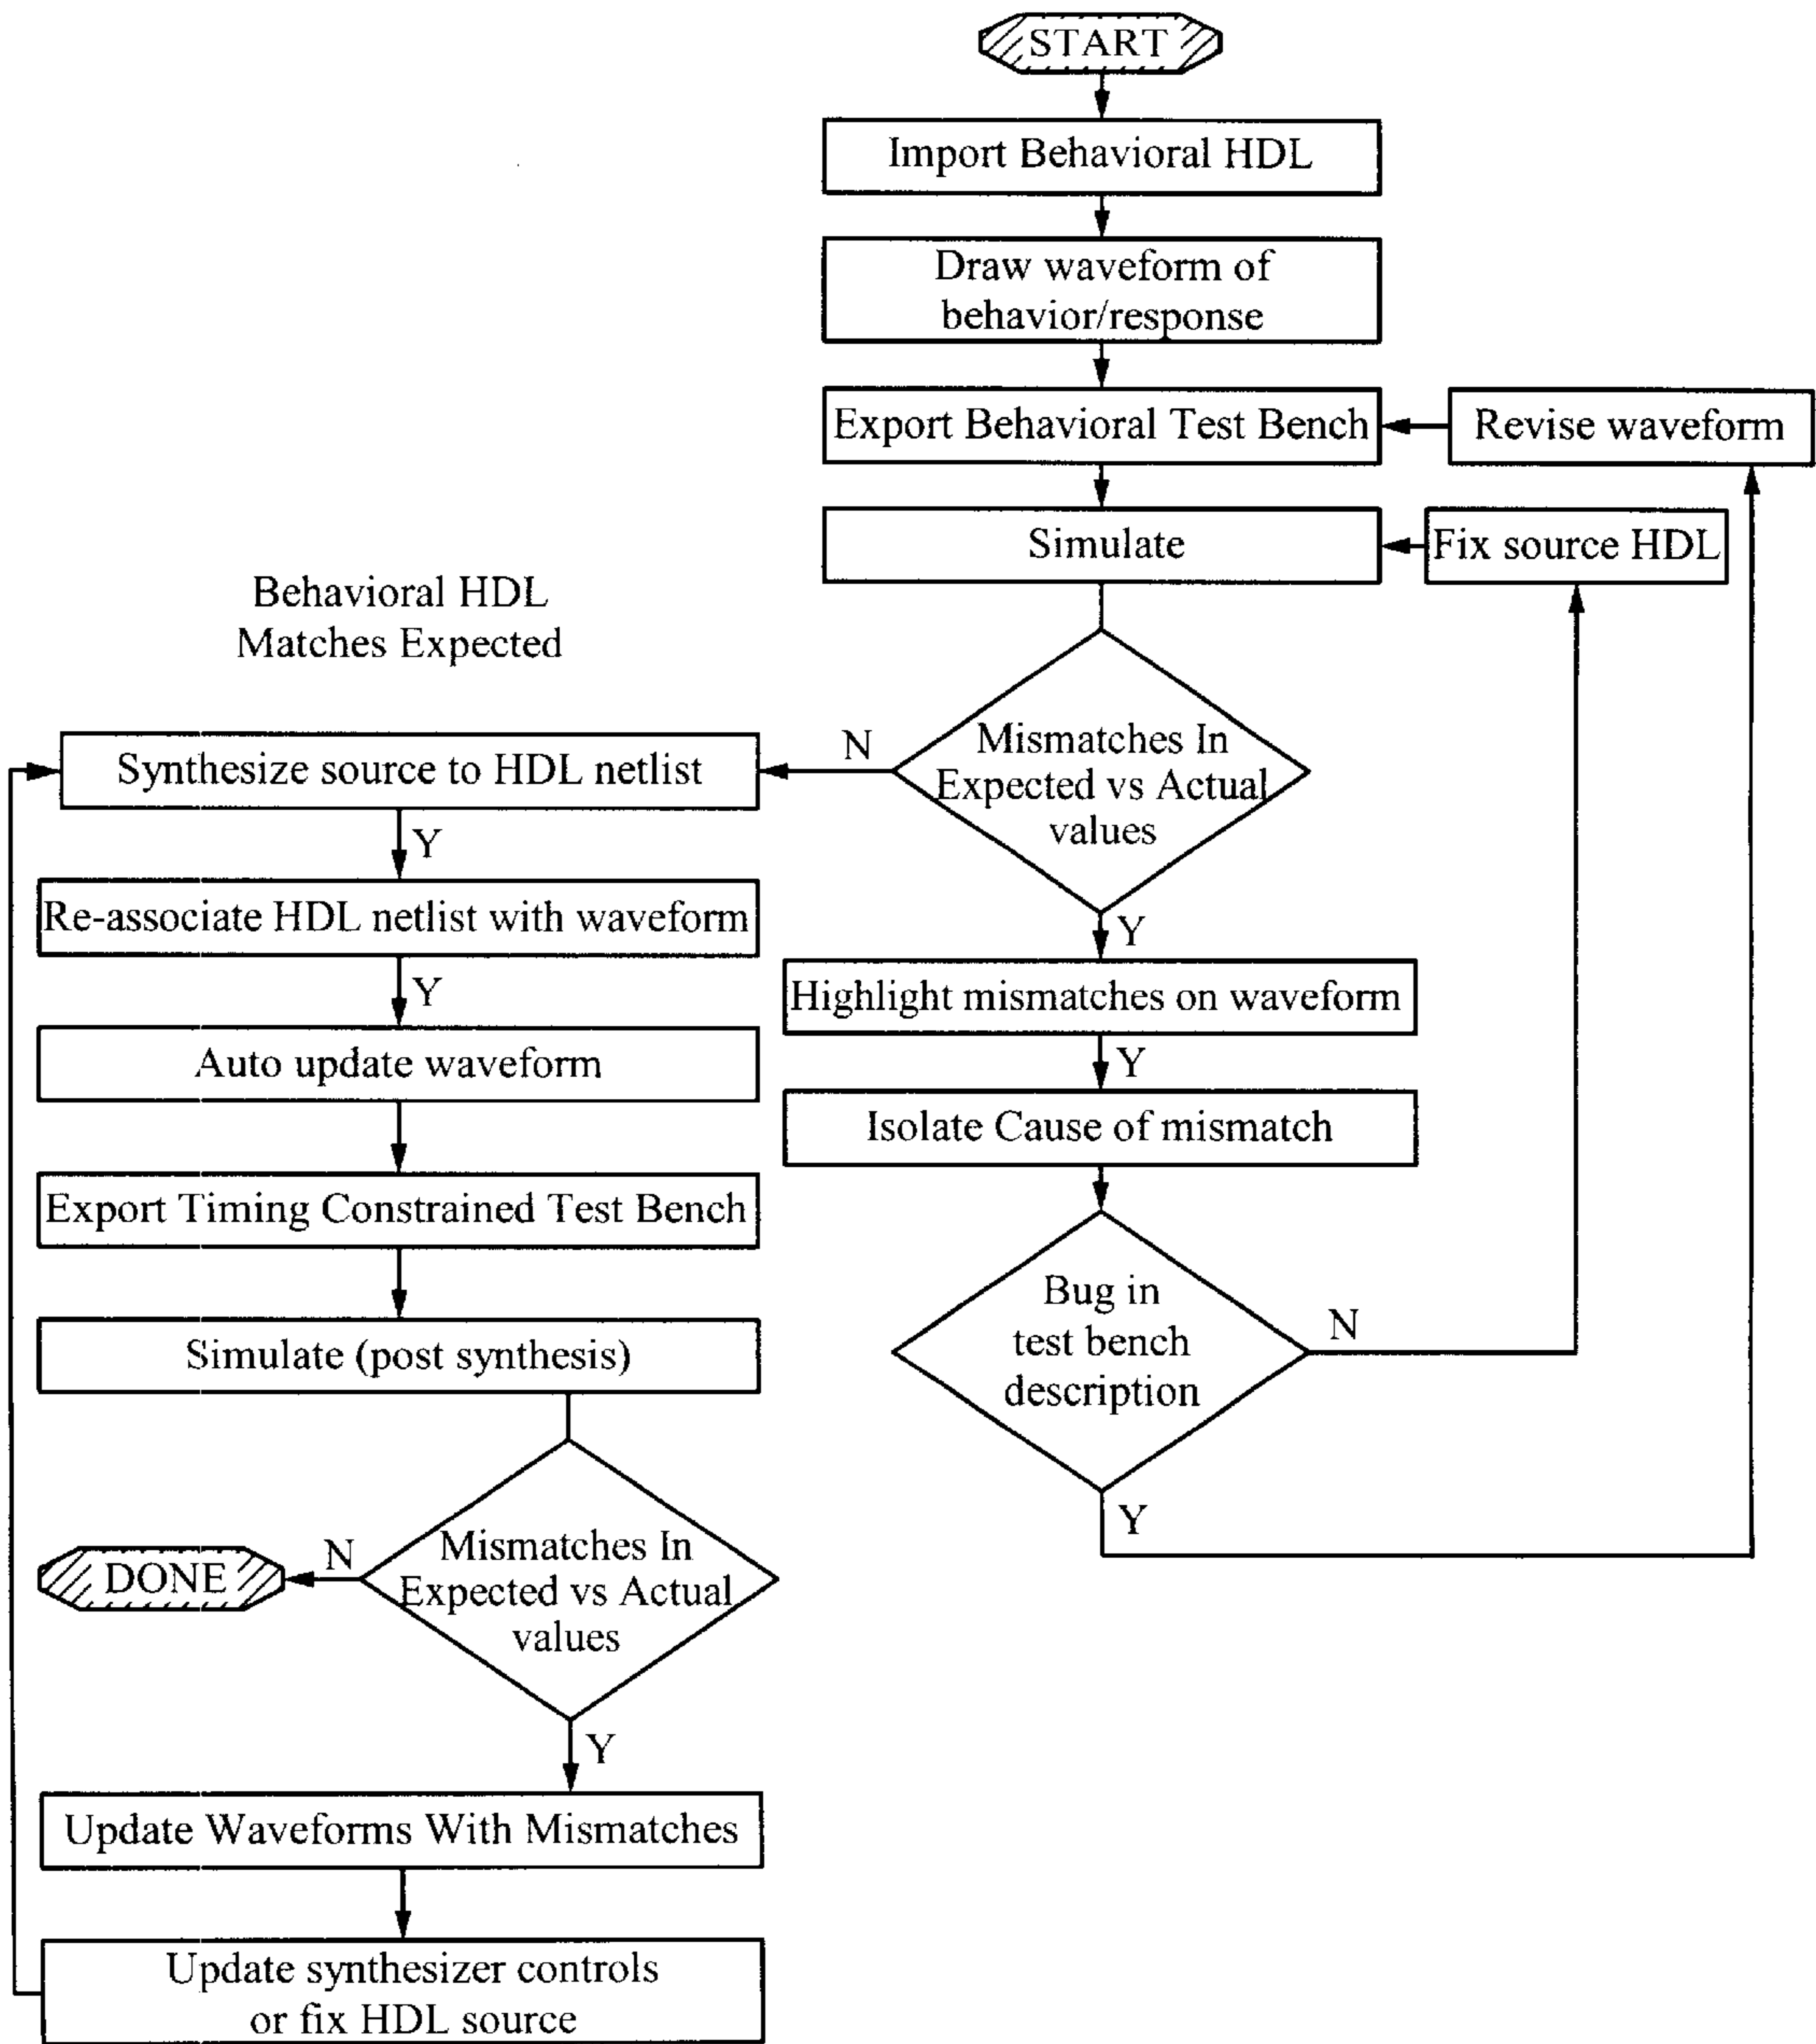 START
Import Behavioral HDL
Draw waveform of
behavior/response
Export Behavioral Test Bench
Revise waveform
Simulate
Fix source HDL
Behavioral HDL
Matches Expected
Mismatches In
Expected vs Actual
values
N
Y
Synthesize source to HDL netlist
Y
Re-associate HDL netlist with waveform
Y
Auto update waveform
Export Timing Constrained Test Bench
Simulate (post synthesis)
Highlight mismatches on waveform
Y
Isolate Cause of mismatch
Bug in
test bench
description
N
Y
Mismatches In
Expected vs Actual
values
N
DONE
Y
Update Waveforms With Mismatches
Update synthesizer controls
or fix HDL source